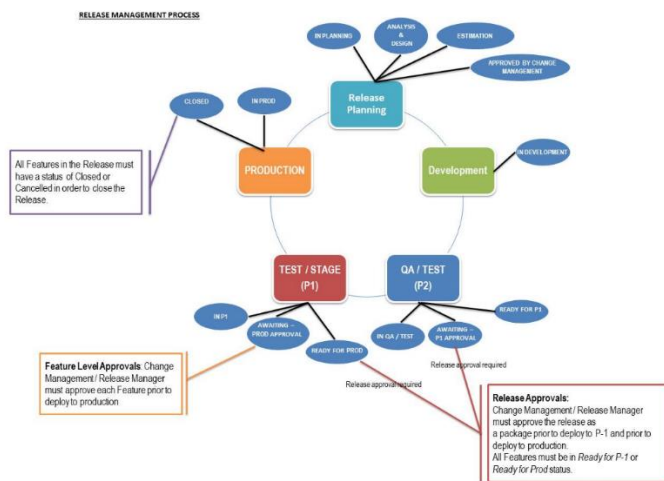 RELEASE MANAGEMENT PROCESS
IN PLANNING
ANALYSIS
&
DESIGN
ESTIMATION
APPROVED BY CHANGE
MANAGEMENT
Release
Planning
CLOSED
IN PROD
PRODUCTION
Development
IN DEVELOPMENT
All Features in the Release must
have a status of Closed or
Cancelled in order to close the
Release.
TEST / STAGE
(P1)
QA / TEST
(P2)
IN P1
AWAITING –
PROD APPROVAL
READY FOR PROD
IN QA / TEST
AWAITING –
P1 APPROVAL
READY FOR P1
Release approval required
Release approval required
Feature Level Approvals: Change
Management / Release Manager
must approve each Feature prior to
deploy to production
Release Approvals:
Change Management / Release Manager
must approve the release as
a package prior to deploy to P-1 and prior to
deploy to production.
All Features must be in Ready for P-1 or
Ready for Prod status.